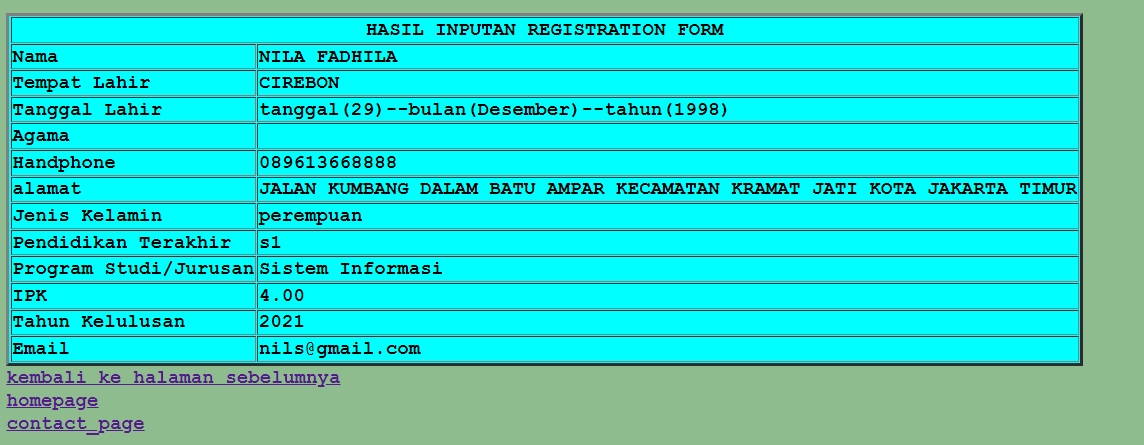 HASIL INPUTAN REGISTRATION FORM
Nama NILA FADHILA
Tempat Lahir CIREBON
Tanggal Lahir tanggal(29)--bulan(Desember)--tahun(1998)
Agama
Handphone 089613668888
alamat JALAN KUMBANG DALAM BATU AMPAR KECAMATAN KRAMAT JATI KOTA JAKARTA TIMUR
Jenis Kelamin perempuan
Pendidikan Terakhir s1
Program Studi/Jurusan Sistem Informasi
IPK 4.00
Tahun Kelulusan 2021
Email nils@gmail.com
kembali ke halaman sebelumnya
homepage
contact_page